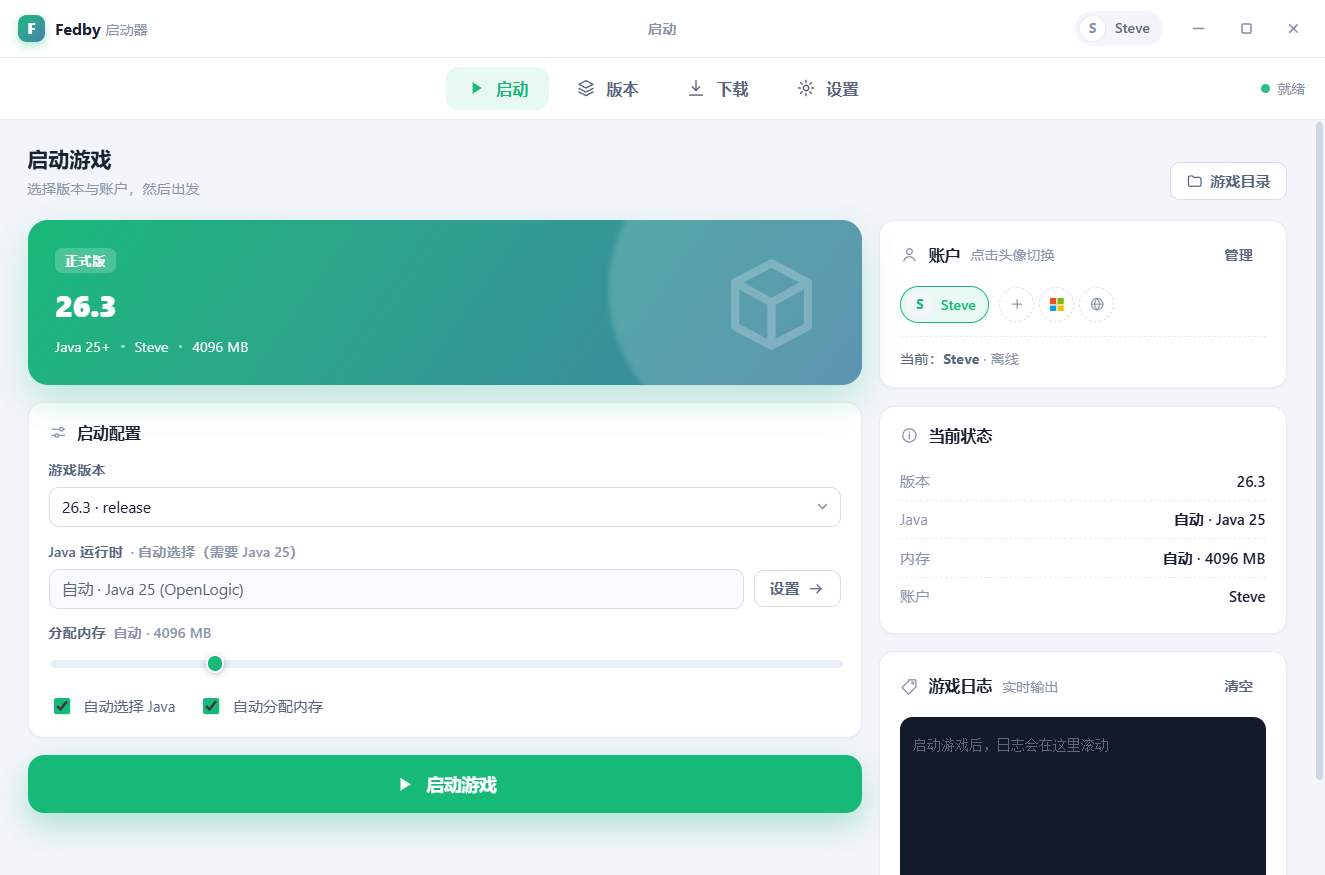 F Fedby 启动器
启动
S Steve
启动
版本
下载
设置
就绪
启动游戏
选择版本与账户，然后出发
游戏目录
正式版
26.3
Java 25+ · Steve · 4096 MB
启动配置
游戏版本
26.3 · release
Java 运行时 · 自动选择（需要 Java 25）
自动 · Java 25 (OpenLogic)
设置
分配内存 自动 · 4096 MB
自动选择 Java
自动分配内存
启动游戏
账户 点击头像切换
管理
S Steve
当前：Steve · 离线
当前状态
版本 26.3
Java 自动 · Java 25
内存 自动 · 4096 MB
账户 Steve
游戏日志 实时输出
清空
启动游戏后，日志会在这里滚动